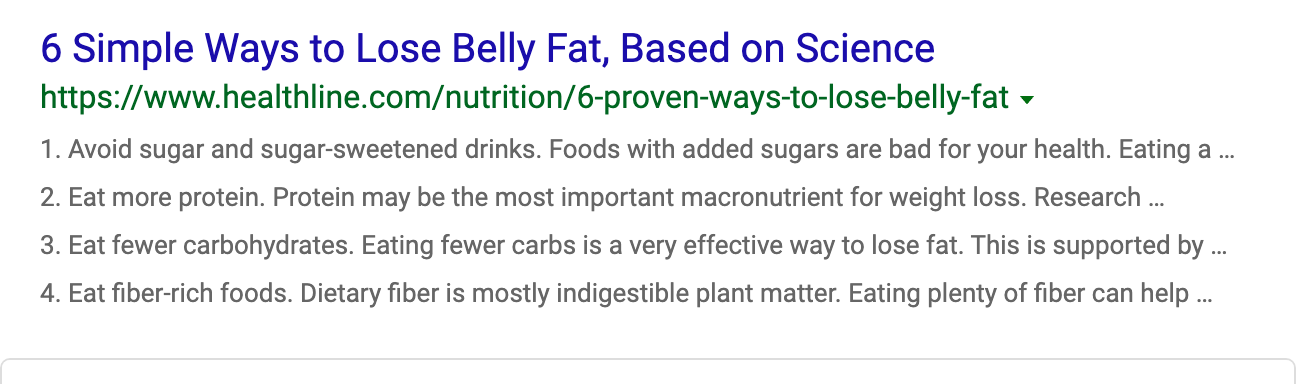 6 Simple Ways to Lose Belly Fat, Based on Science
https://www.healthline.com/nutrition/6-proven-ways-to-lose-belly-fat
1. Avoid sugar and sugar-sweetened drinks. Foods with added sugars are bad for your health. Eating a ...
2. Eat more protein. Protein may be the most important macronutrient for weight loss. Research ...
3. Eat fewer carbohydrates. Eating fewer carbs is a very effective way to lose fat. This is supported by ...
4. Eat fiber-rich foods. Dietary fiber is mostly indigestible plant matter. Eating plenty of fiber can help ...